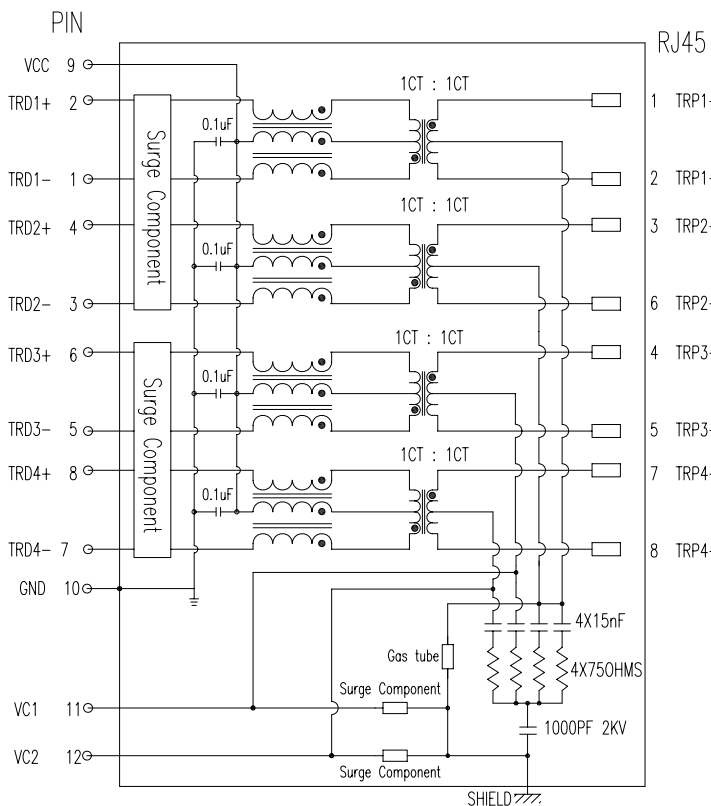 PIN
RJ45
VCC 9
1CT : 1CT
TRD1+ 2
1 TRP1-
0.1uF
Surge Component
TRD1- 1
2 TRP1-
1CT : 1CT
TRD2+ 4
3 TRP2-
0.1uF
TRD2- 3
6 TRP2-
1CT : 1CT
TRD3+ 6
4 TRP3-
0.1uF
Surge Component
TRD3- 5
5 TRP3-
1CT : 1CT
TRD4+ 8
7 TRP4-
0.1uF
TRD4- 7
8 TRP4-
GND 10
4X15nF
Gas tube
4X75OHMS
Surge Component
VC1 11
1000PF 2KV
VC2 12
Surge Component
SHIELD